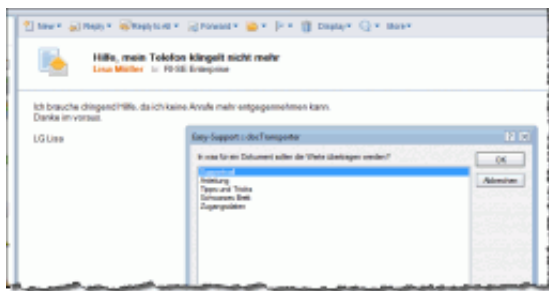 New Reply Reply to All Forward Display More
Hilfe, mein Telefon klingelt nicht mehr
Lisa Müller
Ich brauche dringend Hilfe, da ich keine Anrufe mehr entgegennehmen kann.
Danke im voraus.
LG Lisa
Easy-Support : docTransporter
In was für ein Dokument sollen die Werte übertragen werden?
OK
Abbrechen
Anleitung
Tipps und Tricks
Schwarzes Brett
Zugangsdaten